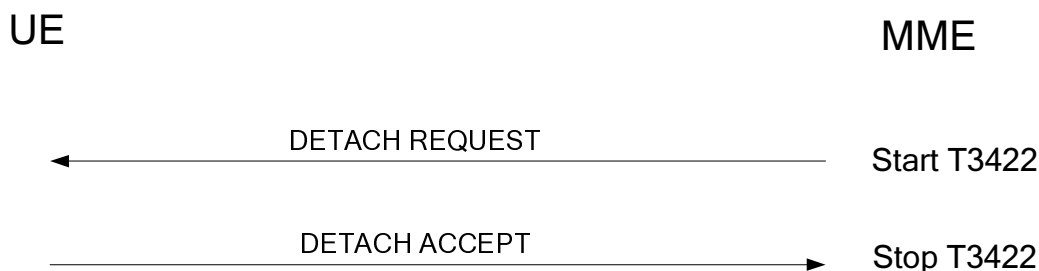 UE
MME
DETACH REQUEST
Start T3422
DETACH ACCEPT
Stop T3422